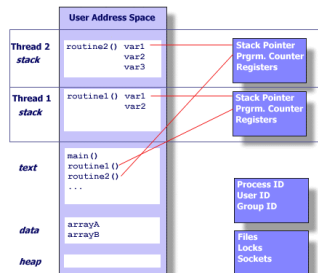 User Address Space
Thread 2
stack
routine2() var1
var2
var3
Stack Pointer
Prgrm. Counter
Registers
Thread 1
stack
routine1() var1
var2
Stack Pointer
Prgrm. Counter
Registers
text
main()
routine1()
routine2()
...
Process ID
User ID
Group ID
data
arrayA
arrayB
Files
Locks
Sockets
heap